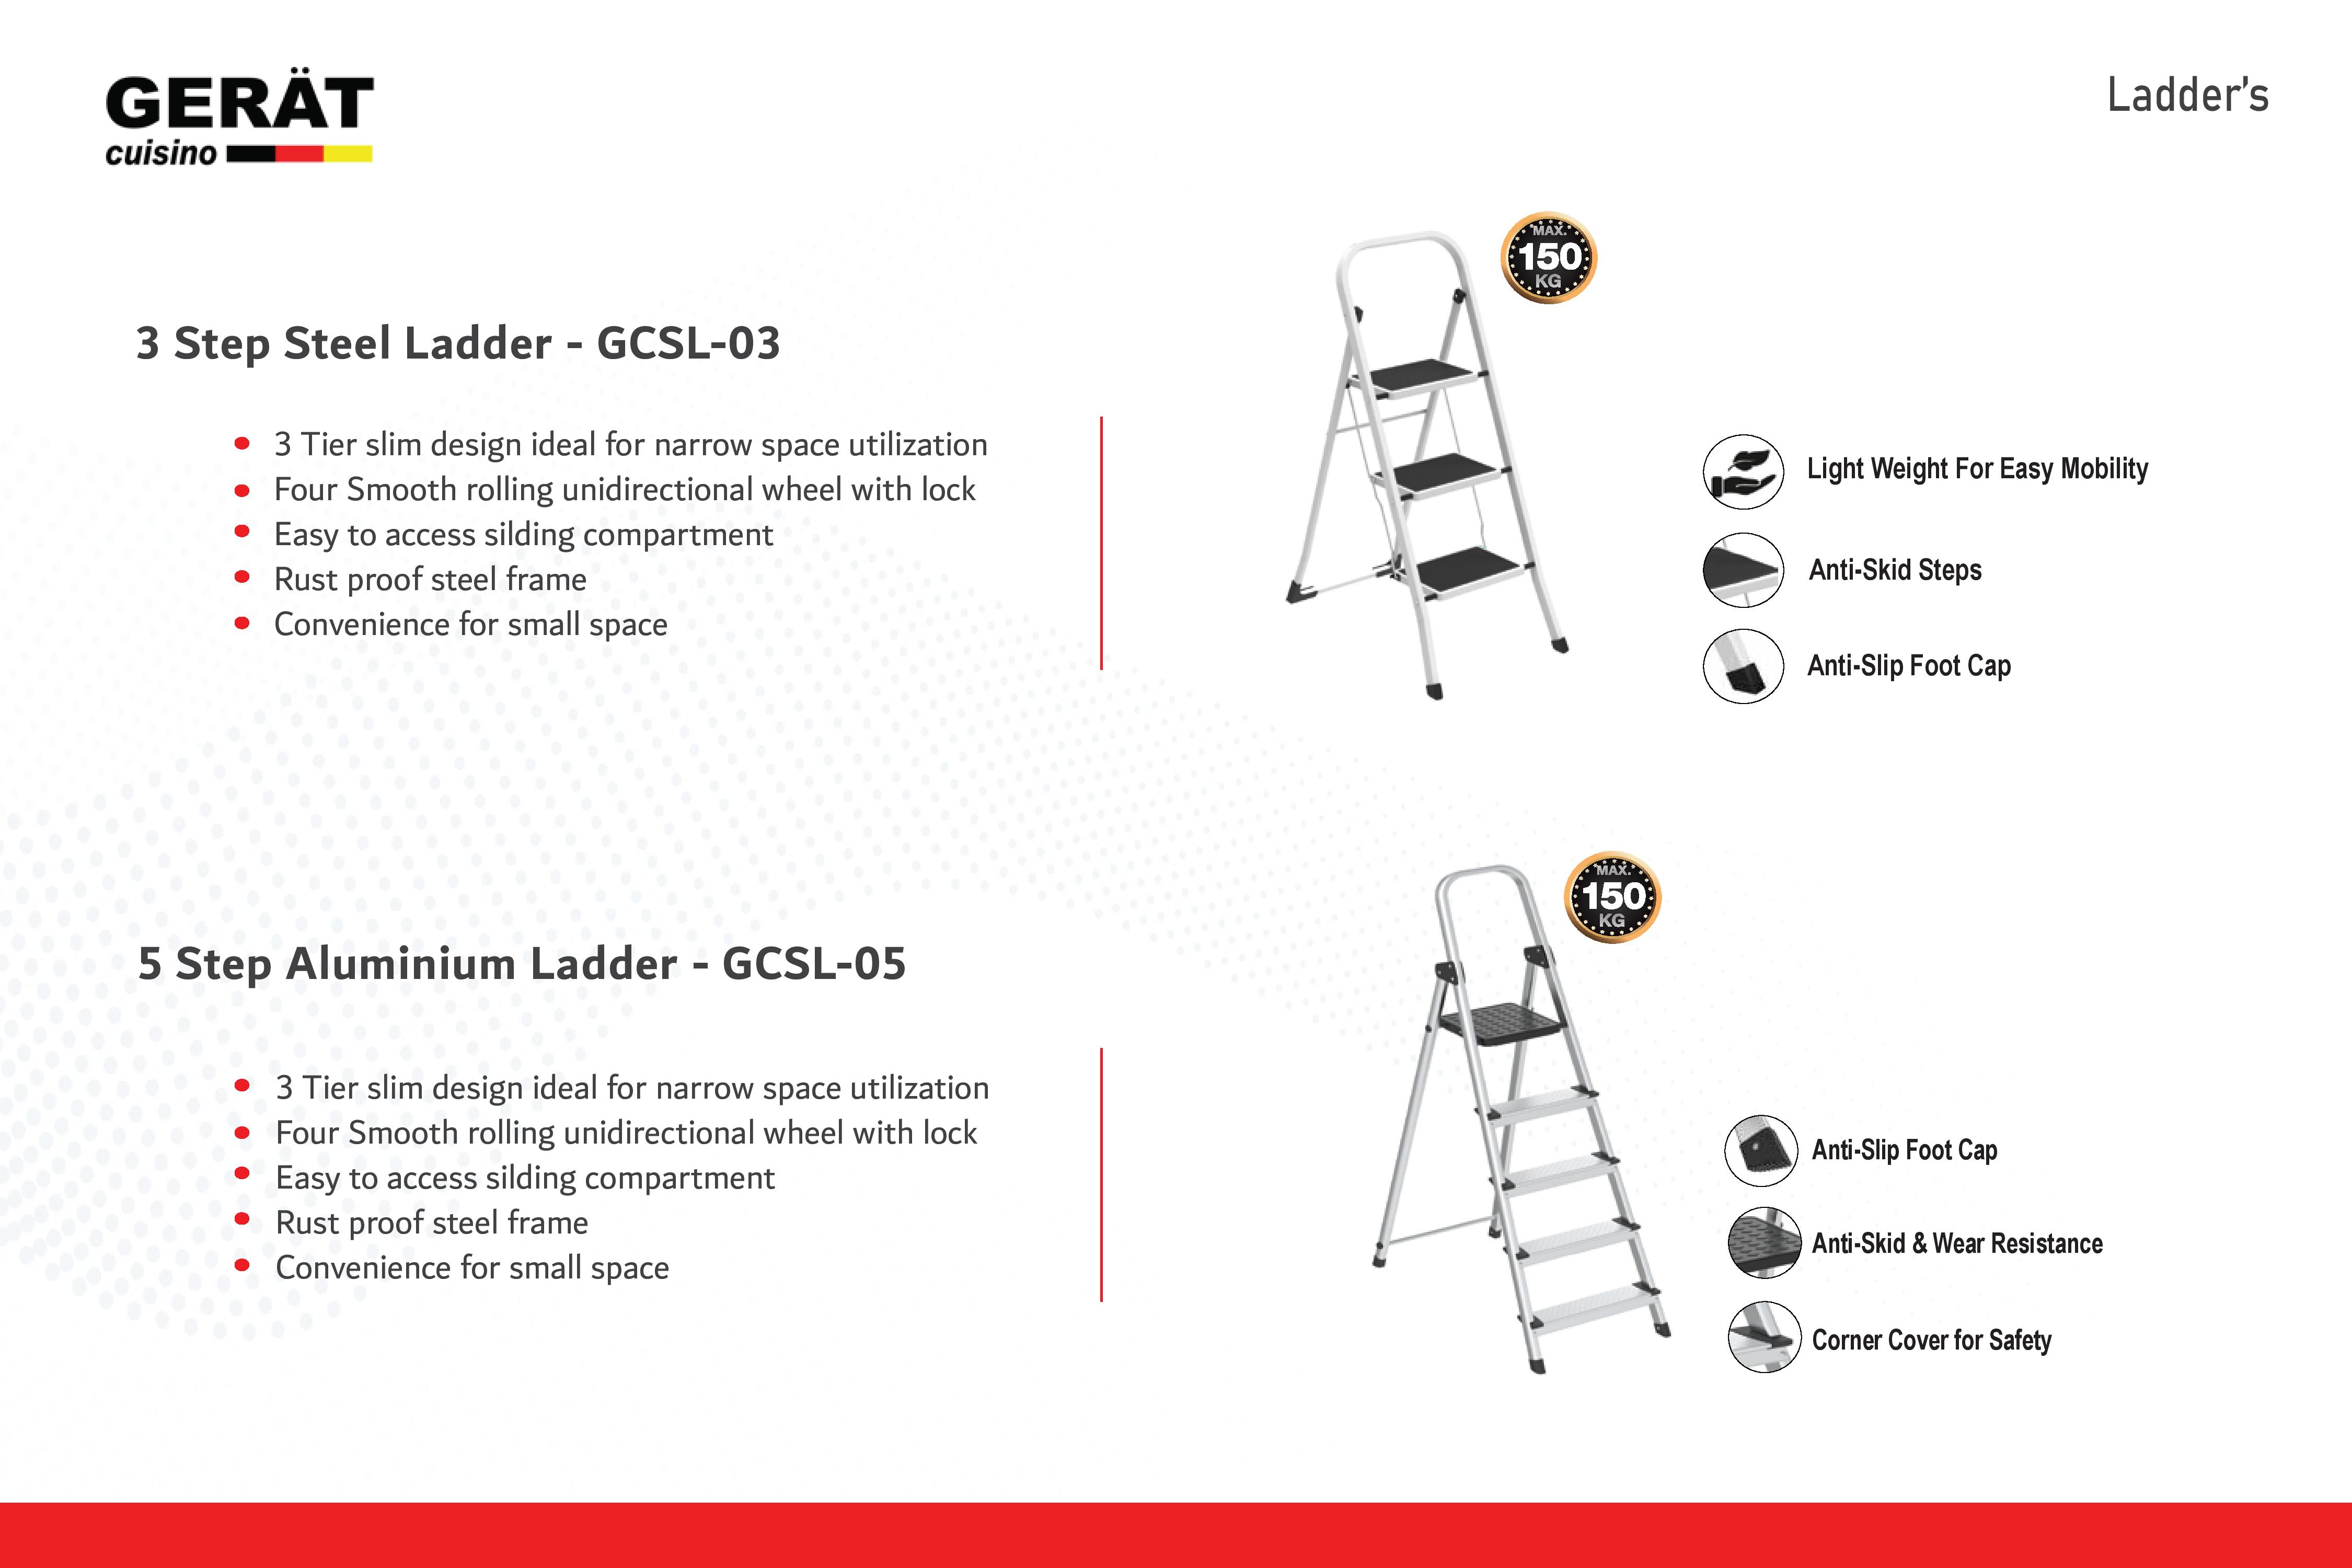 GERÄT
cuisino
Ladder's
MAX.
150
KG
3 Step Steel Ladder - GCSL-03
3 Tier slim design ideal for narrow space utilization
Four Smooth rolling unidirectional wheel with lock
Easy to access silding compartment
Rust proof steel frame
Convenience for small space
Light Weight For Easy Mobility
Anti-Skid Steps
Anti-Slip Foot Cap
MAX.
150
KG
5 Step Aluminium Ladder - GCSL-05
3 Tier slim design ideal for narrow space utilization
Four Smooth rolling unidirectional wheel with lock
Easy to access silding compartment
Rust proof steel frame
Convenience for small space
Anti-Slip Foot Cap
Anti-Skid & Wear Resistance
Corner Cover for Safety